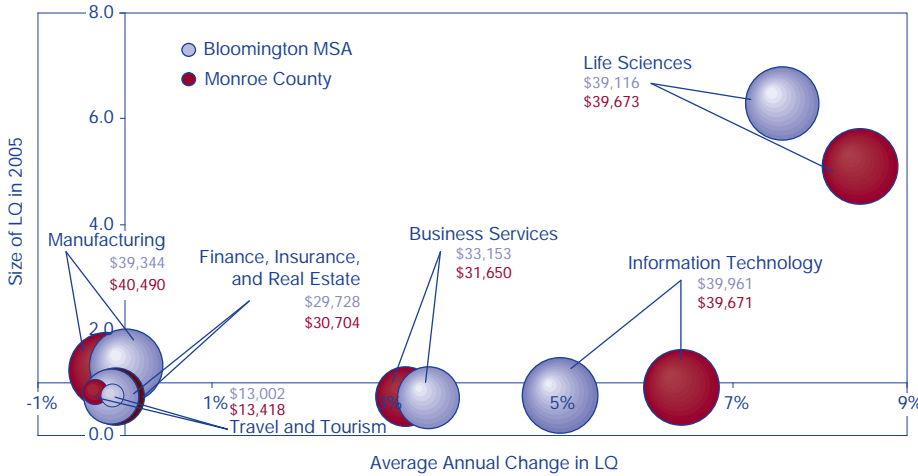 8.0
Bloomington MSA
Monroe County
Life Sciences
$39,116
$39,673
6.0
Size of LQ in 2005
4.0
Manufacturing
$39,344
$40,490
Finance, Insurance,
and Real Estate
$29,728
$30,704
Business Services
$33,153
$31,650
Information Technology
$39,961
$39,671
2.0
-1%
1%
3%
5%
7%
9%
$13,002
$13,418
Travel and Tourism
0.0
Average Annual Change in LQ